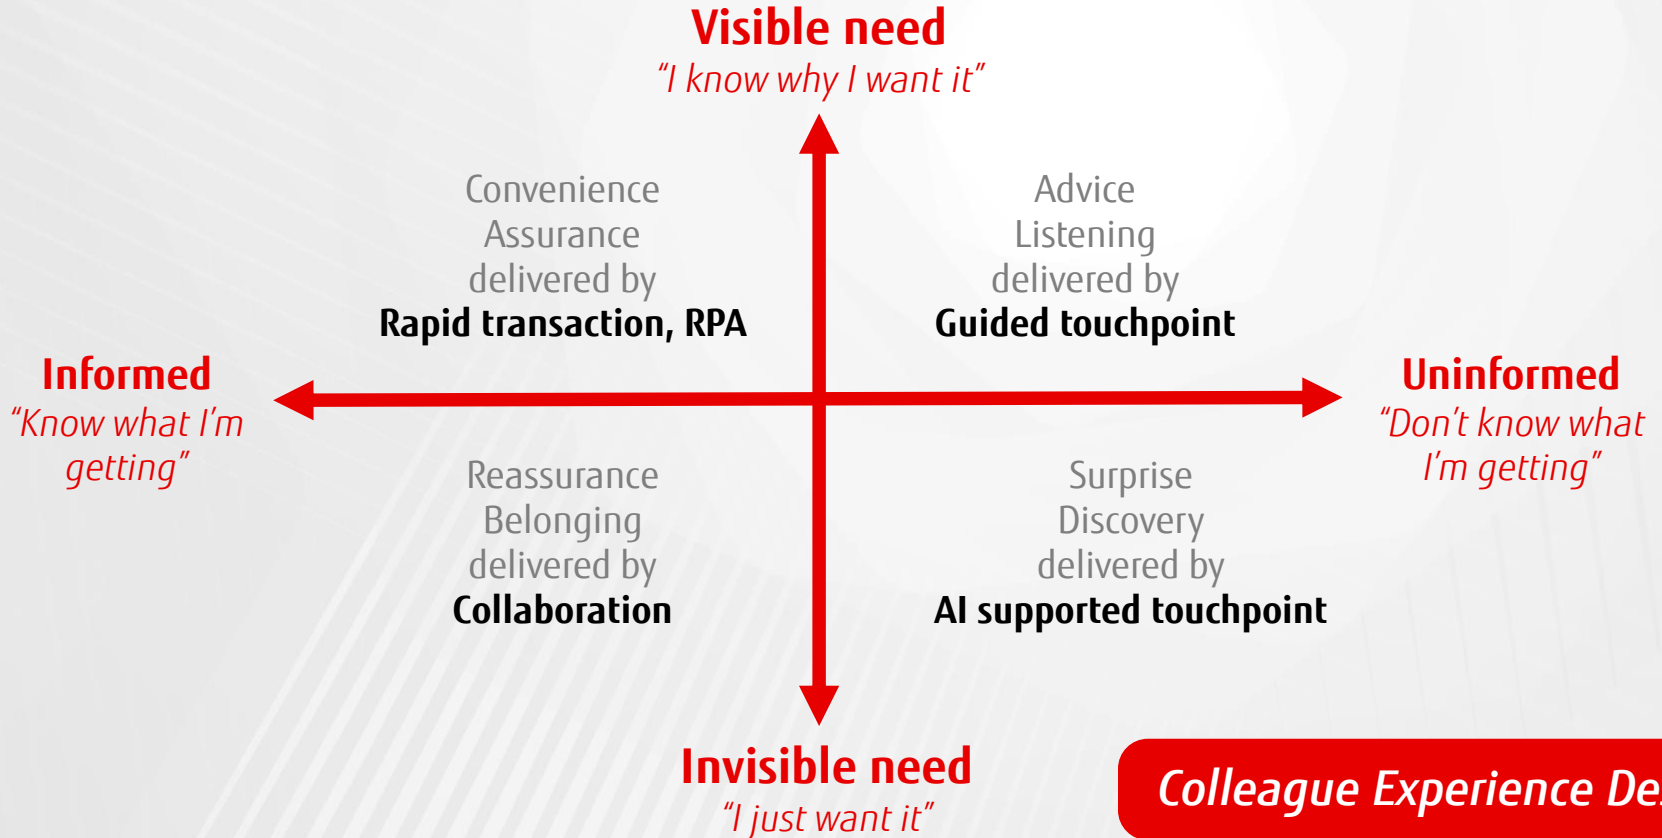 Visible need
“I know why I want it”
Convenience
Assurance
delivered by
Rapid transaction, RPA
Advice
Listening
delivered by
Guided touchpoint
Informed
“Know what I’m
getting”
Uninformed
“Don’t know what
I’m getting”
Reassurance
Belonging
delivered by
Collaboration
Surprise
Discovery
delivered by
AI supported touchpoint
Invisible need
“I just want it”
Colleague Experience